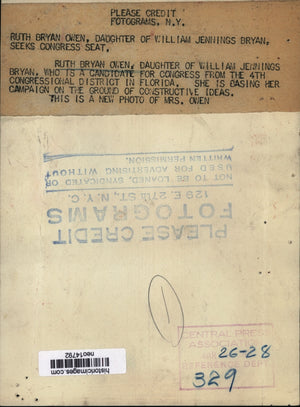 PLEASE CREDIT
FOTOGRAMS, N.Y.
RUTH BRYAN OWEN, DAUGHTER OF WILLIAM JENNINGS BRYAN,
SEEKS CONGRESS SEAT.
RUTH BRYAN OWEN, DAUGHTER OF WILLIAM JENNINGS
BRYAN, WHO IS A CANDIDATE FOR CONGRESS FROM THE 4TH
CONGRESSIONAL DISTRICT IN FLORIDA. SHE IS BASING HER
CAMPAIGN ON THE GROUND OF CONSTRUCTIVE IDEAS.
THIS IS A NEW PHOTO OF MRS. OWEN
PLEASE CREDIT
FOTOGRAMS
129 E. 27th ST., N.Y.C.
NOT TO BE LOANED, SYNDICATED OR
USED FOR ADVERTISING WITHOUT
WRITTEN PERMISSION.
1
historicimages.com
neo14792
CENTRAL PRESS
ASSOCIATION
26-28
REFERENCE DEPT
329